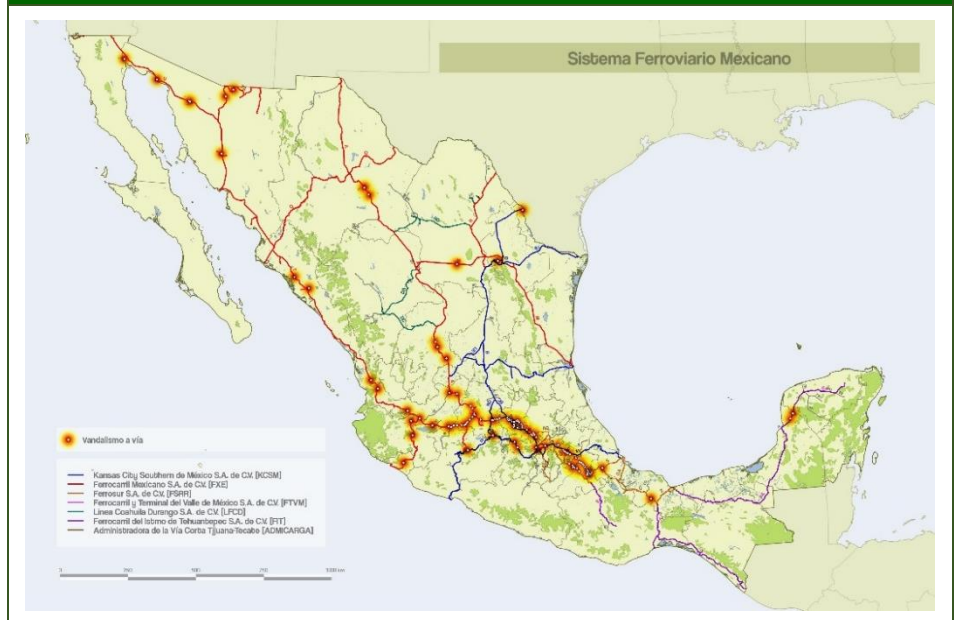 Sistema Ferroviario Mexicano
Vandalismo a vía
Kansas City Southern de México S.A. de C.V. [KCSM]
Ferrocarril Mexicano S.A. de C.V. [FXE]
Ferrosur S.A. de C.V. [FSRR]
Ferrocarril y Terminal del Valle de México S.A. de C.V. [FTVM]
Línea Coahuila Durango S.A. de C.V. [LFCD]
Ferrocarril del Istmo de Tehuantepec S.A. de C.V. [FIT]
Administradora de la Vía Corta Tijuana-Tecate [ADMICARGA]